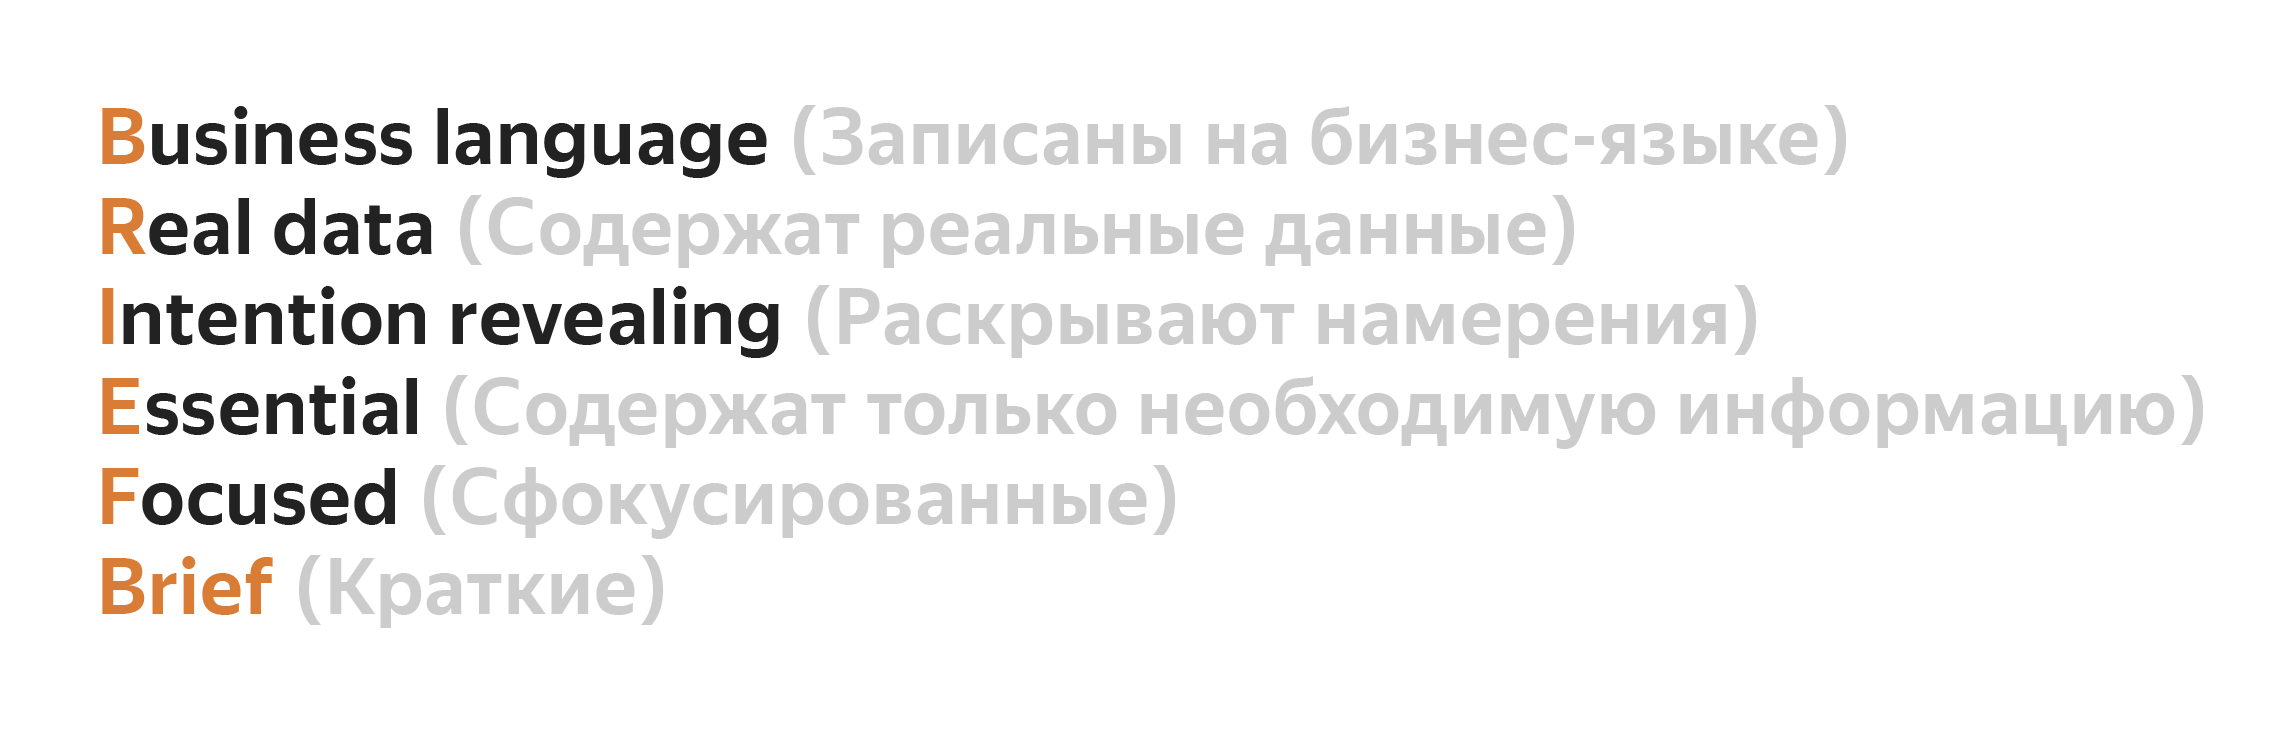 Business language (Записаны на бизнес-языке)
Real data (Содержат реальные данные)
Intention revealing (Раскрывают намерения)
Essential (Содержат только необходимую информацию)
Focused (Сфокусированные)
Brief (Краткие)